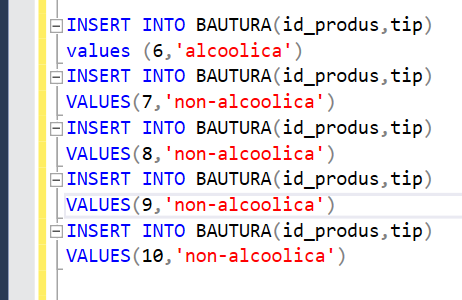 INSERT INTO BAUTURA(id_produs,tip)
values (6,'alcoolica')
INSERT INTO BAUTURA(id_produs,tip)
VALUES(7,'non-alcoolica')
INSERT INTO BAUTURA(id_produs,tip)
VALUES(8,'non-alcoolica')
INSERT INTO BAUTURA(id_produs,tip)
VALUES(9,'non-alcoolica')
INSERT INTO BAUTURA(id_produs,tip)
VALUES(10,'non-alcoolica')